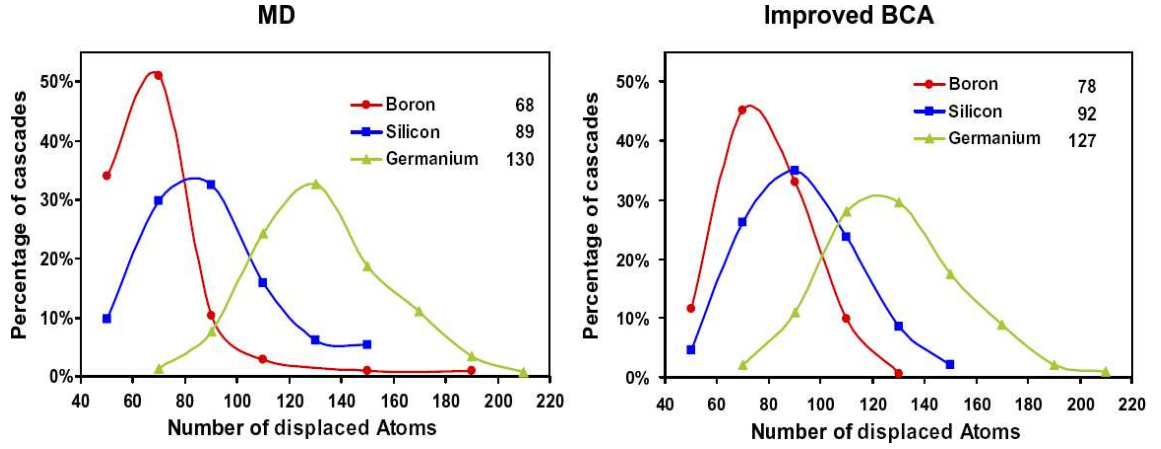 MD
Percentage of cascades
50%
40%
30%
20%
10%
0%
Boron 68
Silicon 89
Germanium 130
40 60 80 100 120 140 160 180 200 220
Number of displaced Atoms
Improved BCA
Percentage of cascades
50%
40%
30%
20%
10%
0%
Boron 78
Silicon 92
Germanium 127
40 60 80 100 120 140 160 180 200 220
Number of displaced Atoms